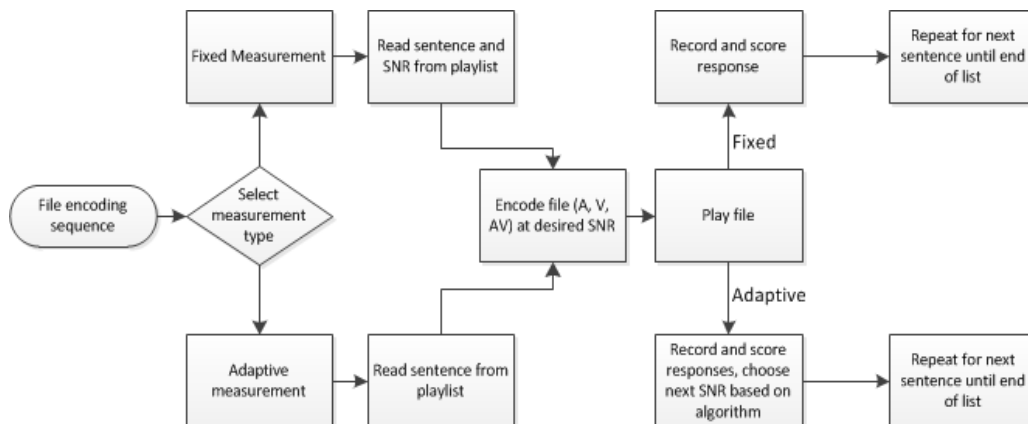 Fixed Measurement
Read sentence and
SNR from playlist
Record and score
response
Repeat for next
sentence until end
of list
Fixed
File encoding
sequence
Select
measurement
type
Encode file (A, V,
AV) at desired SNR
Play file
Adaptive
Adaptive
measurement
Read sentence from
playlist
Record and score
responses, choose
next SNR based on
algorithm
Repeat for next
sentence until end
of list